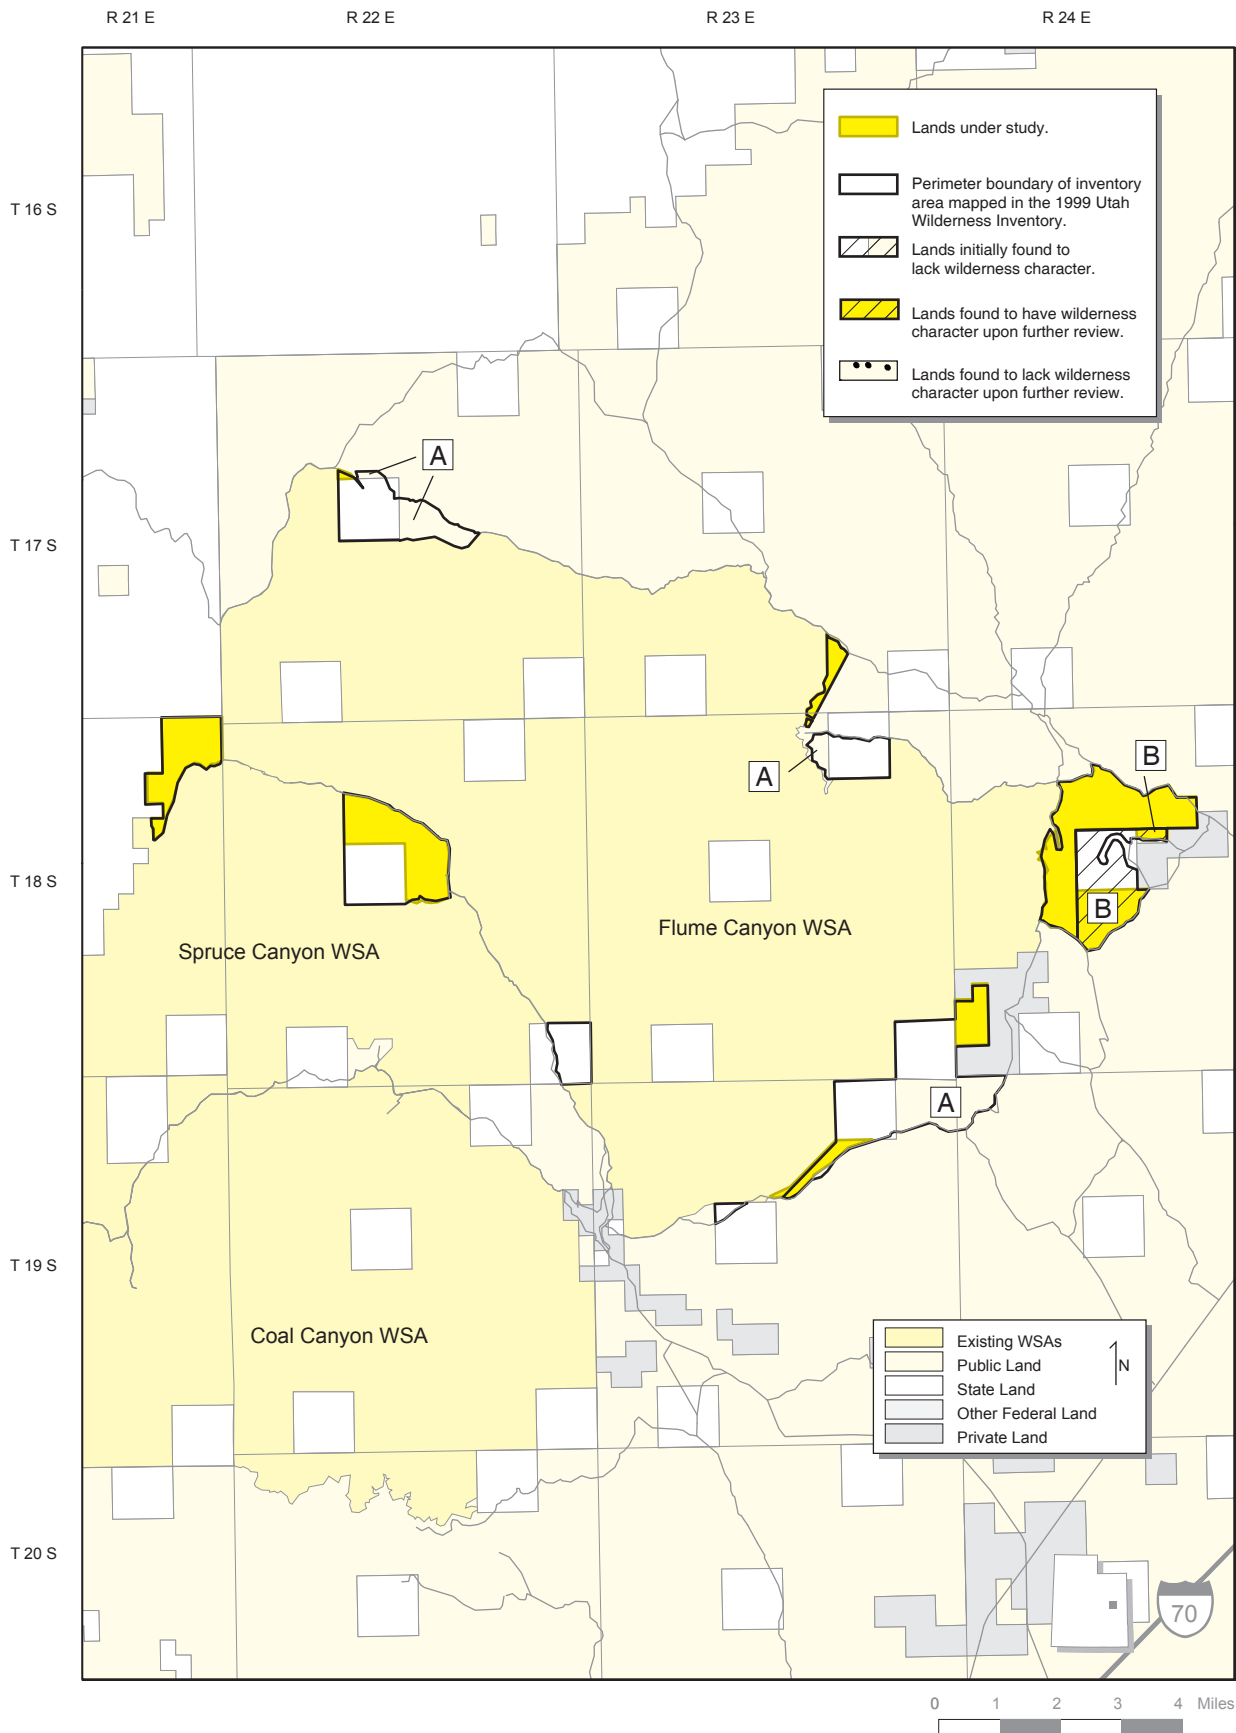 R 21 E
R 22 E
R 23 E
R 24 E
Lands under study.
Perimeter boundary of inventory
area mapped in the 1999 Utah
Wilderness Inventory.
T 16 S
Lands initially found to
lack wilderness character.
Lands found to have wilderness
character upon further review.
Lands found to lack wilderness
character upon further review.
A
T 17 S
B
A
T 18 S
B
Flume Canyon WSA
Spruce Canyon WSA
A
T 19 S
Coal Canyon WSA
Existing WSAs
Public Land
N
State Land
Other Federal Land
Private Land
T 20 S
70
0 1 2 3 4 Miles